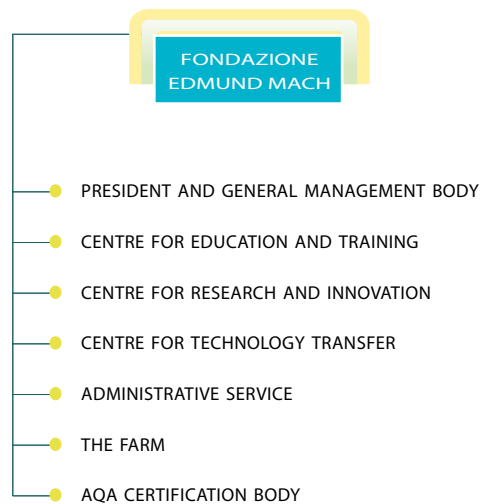 FONDAZIONE
EDMUND MACH
PRESIDENT AND GENERAL MANAGEMENT BODY
CENTRE FOR EDUCATION AND TRAINING
CENTRE FOR RESEARCH AND INNOVATION
CENTRE FOR TECHNOLOGY TRANSFER
ADMINISTRATIVE SERVICE
THE FARM
AQA CERTIFICATION BODY